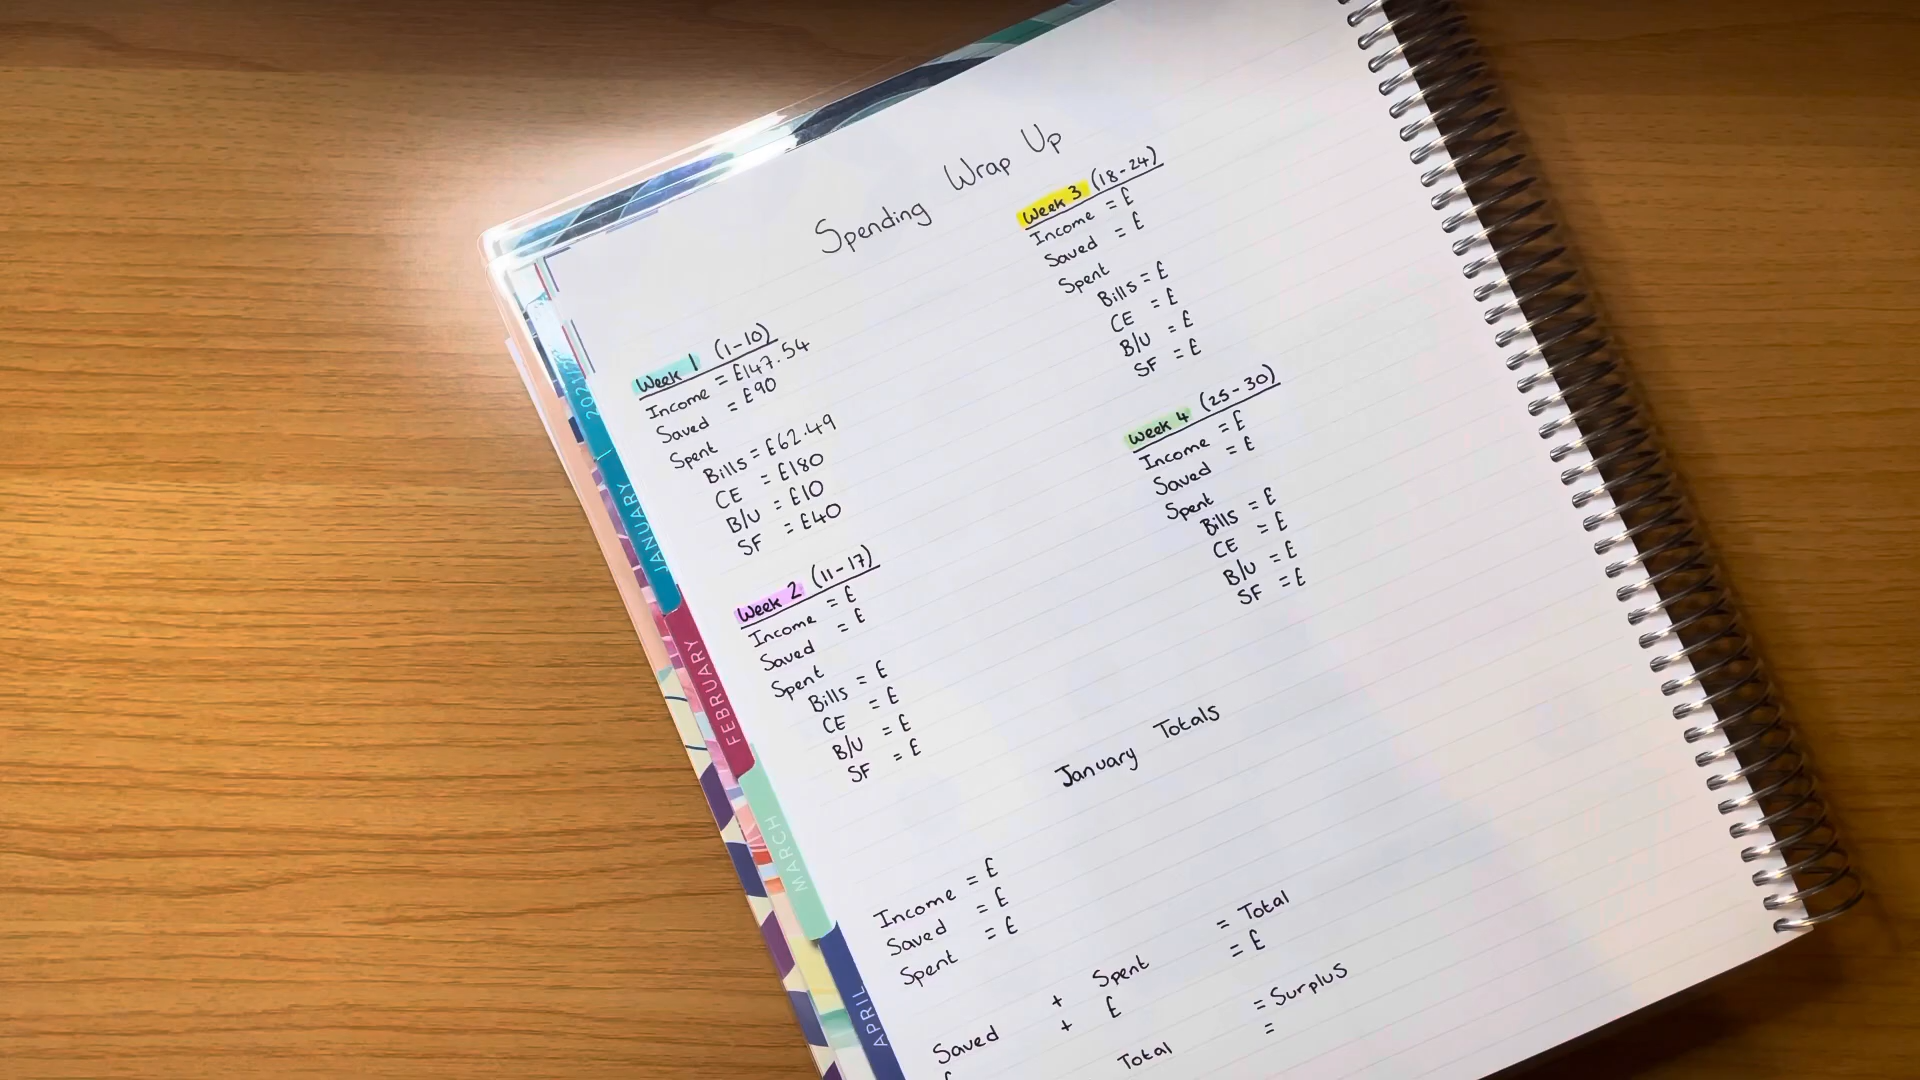 Spending Wrap Up
Week 1 (1-10)
Income = £147.54
Saved = £90
Spent
Bills = £62.49
CE = £180
B/U = £10
SF = £40
Week 2 (11-17)
Income = £
Saved = £
Spent
Bills = £
CE = £
B/U = £
SF = £
Week 3 (18-24)
Income = £
Saved = £
Spent
Bills = £
CE = £
B/U = £
SF = £
Week 4 (25-30)
Income = £
Saved = £
Spent
Bills = £
CE = £
B/U = £
SF = £
January Totals
Income = £
Saved = £
Spent = £
Saved + Spent = Total
+ £ = £
Total = Surplus
=
JANUARY
FEBRUARY
MARCH
APRIL